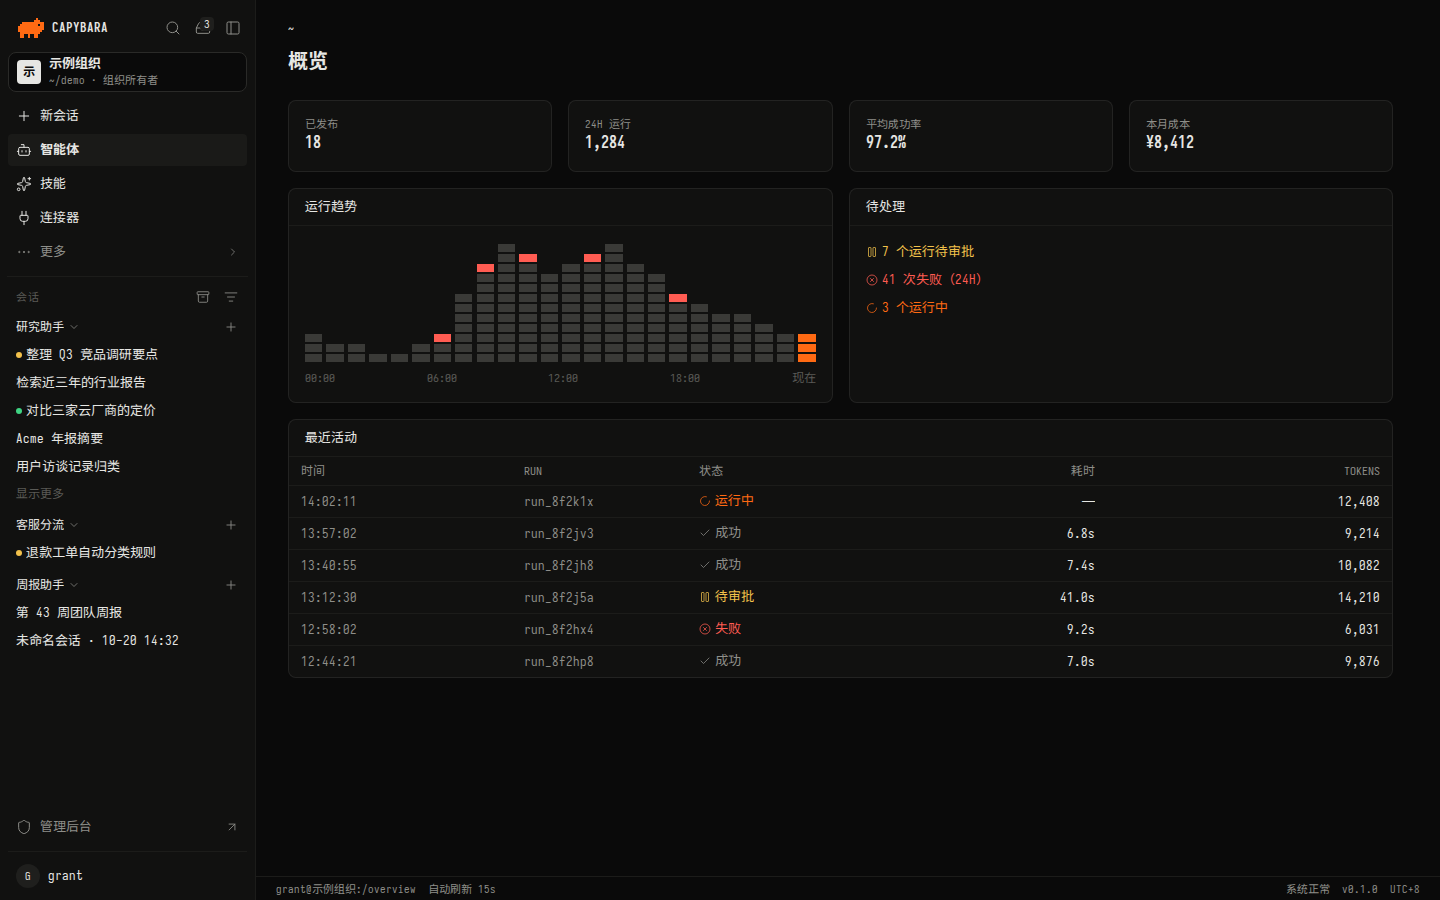 CAPYBARA
3
示
示例组织
~/demo · 组织所有者
新会话
智能体
技能
连接器
更多
会话
研究助手
整理 Q3 竞品调研要点
检索近三年的行业报告
对比三家云厂商的定价
Acme 年报摘要
用户访谈记录归类
显示更多
客服分流
退款工单自动分类规则
周报助手
第 43 周团队周报
未命名会话 · 10-20 14:32
管理后台
G
grant
~
概览
已发布
18
24H 运行
1,284
平均成功率
97.2%
本月成本
¥8,412
运行趋势
00:00 06:00 12:00 18:00 现在
待处理
7 个运行待审批
41 次失败 (24H)
3 个运行中
最近活动
时间 RUN 状态 耗时 TOKENS
14:02:11 run_8f2k1x 运行中 — 12,408
13:57:02 run_8f2jv3 成功 6.8s 9,214
13:40:55 run_8f2jh8 成功 7.4s 10,082
13:12:30 run_8f2j5a 待审批 41.0s 14,210
12:58:02 run_8f2hx4 失败 9.2s 6,031
12:44:21 run_8f2hp8 成功 7.0s 9,876
grant@示例组织:/overview 自动刷新 15s
系统正常 v0.1.0 UTC+8